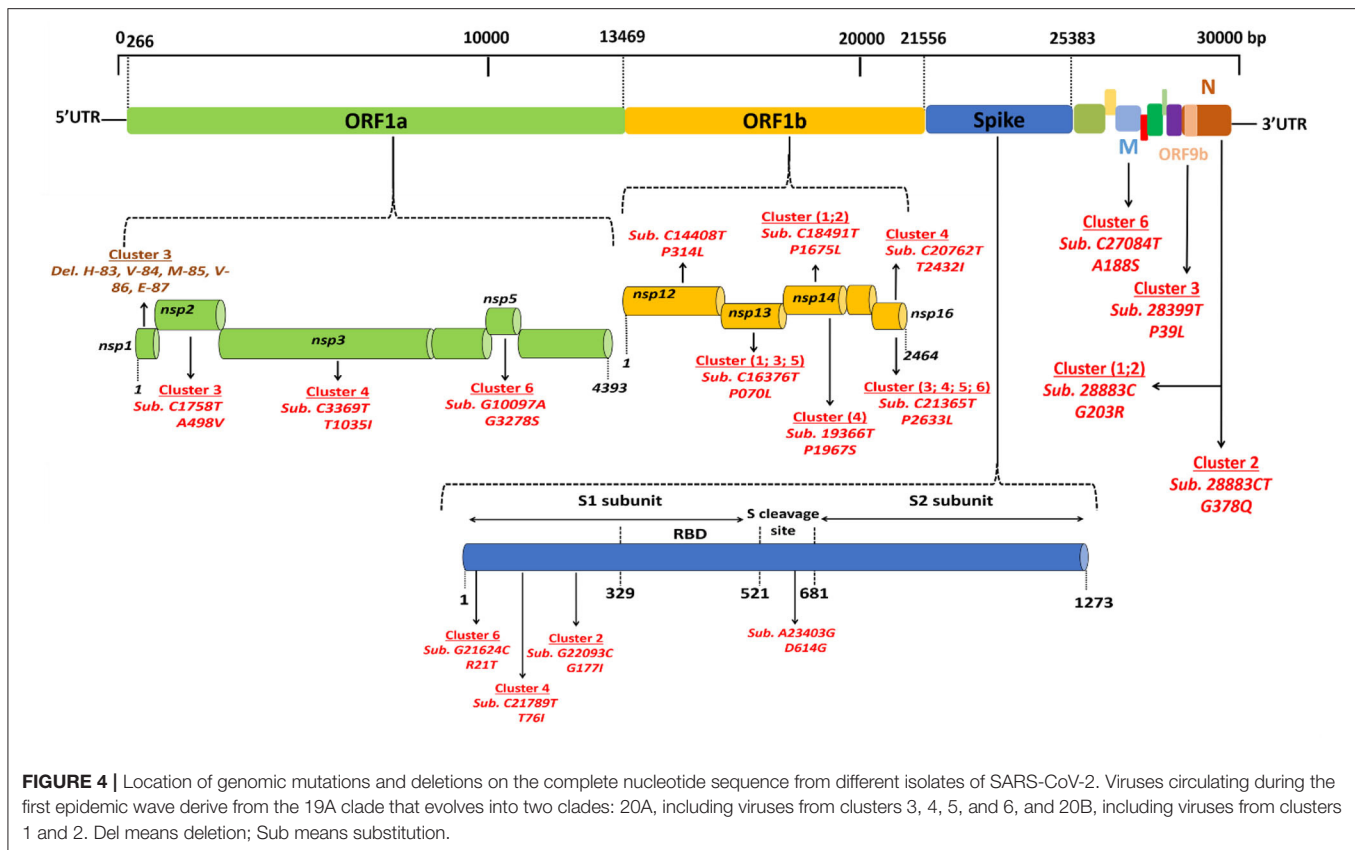 0 266 10000 13469 20000 21556 25383 30000 bp
5'UTR ORF1a ORF1b Spike M ORF9b N 3'UTR
Cluster 3
Del. H-83, V-84, M-85, V-
86, E-87
nsp1
nsp2
nsp3
nsp5
1
4393
Cluster 3
Sub. C1758T
A498V
Cluster 4
Sub. C3369T
T1035I
Cluster 6
Sub. G10097A
G3278S
Sub. C14408T
P314L
Cluster (1;2)
Sub. C18491T
P1675L
Cluster 4
Sub. C20762T
T2432I
nsp12
nsp13
nsp14
nsp16
1
2464
Cluster (1; 3; 5)
Sub. C16376T
P070L
Cluster (4)
Sub. 19366T
P1967S
Cluster (3; 4; 5; 6)
Sub. C21365T
P2633L
Cluster 6
Sub. C27084T
A188S
Cluster 3
Sub. 28399T
P39L
Cluster (1;2)
Sub. 28883C
G203R
Cluster 2
Sub. 28883CT
G378Q
S1 subunit
S cleavage
site
S2 subunit
RBD
1
329
521
681
1273
Cluster 6
Sub. G21624C
R21T
Cluster 4
Sub. C21789T
T76I
Cluster 2
Sub. G22093C
G177I
Sub. A23403G
D614G
FIGURE 4 | Location of genomic mutations and deletions on the complete nucleotide sequence from different isolates of SARS-CoV-2. Viruses circulating during the
first epidemic wave derive from the 19A clade that evolves into two clades: 20A, including viruses from clusters 3, 4, 5, and 6, and 20B, including viruses from clusters
1 and 2. Del means deletion; Sub means substitution.